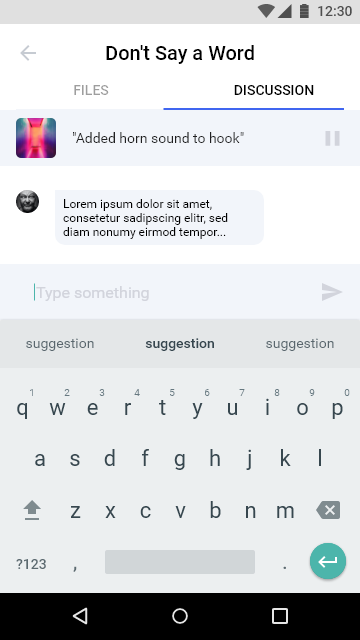 12:30
Don't Say a Word
FILES DISCUSSION
"Added horn sound to hook"
Lorem ipsum dolor sit amet,
consetetur sadipscing elitr, sed
diam nonumy eirmod tempor...
Type something
suggestion suggestion suggestion
1 2 3 4 5 6 7 8 9 0
q w e r t y u i o p
a s d f g h j k l
z x c v b n m
?123 , .